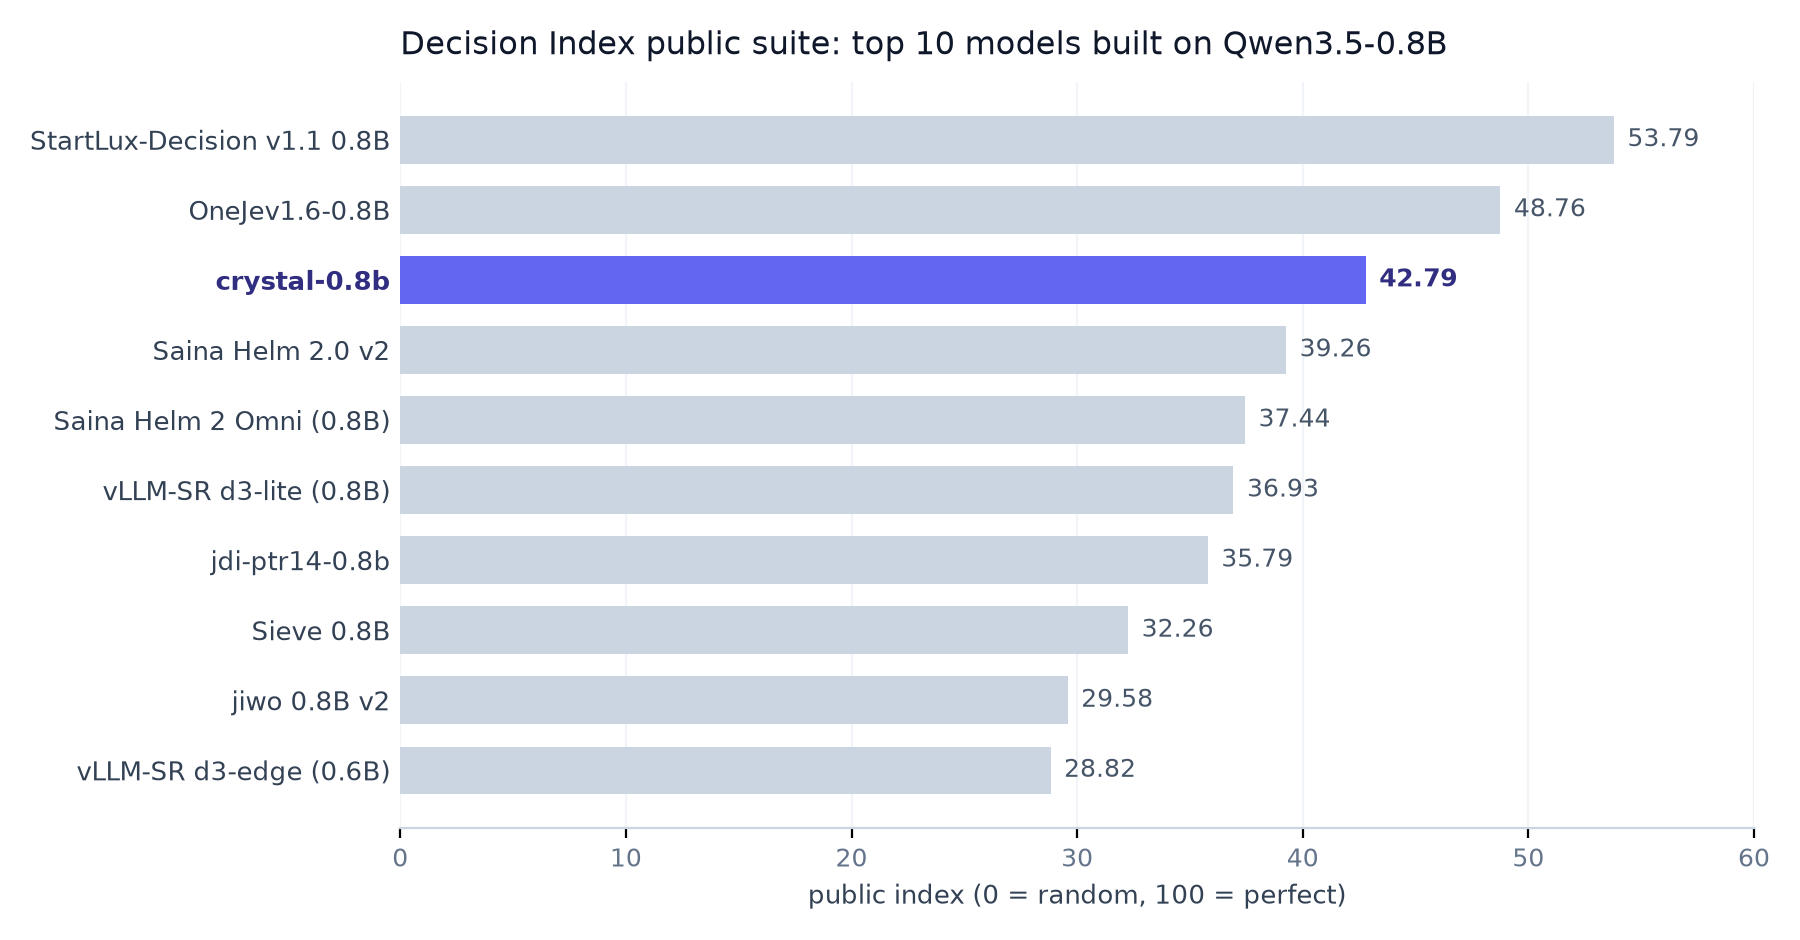 Decision Index public suite: top 10 models built on Qwen3.5-0.8B
StartLux-Decision v1.1 0.8B 53.79
OneJev1.6-0.8B 48.76
crystal-0.8b 42.79
Saina Helm 2.0 v2 39.26
Saina Helm 2 Omni (0.8B) 37.44
vLLM-SR d3-lite (0.8B) 36.93
jdi-ptr14-0.8b 35.79
Sieve 0.8B 32.26
jiwo 0.8B v2 29.58
vLLM-SR d3-edge (0.6B) 28.82
0 10 20 30 40 50 60
public index (0 = random, 100 = perfect)